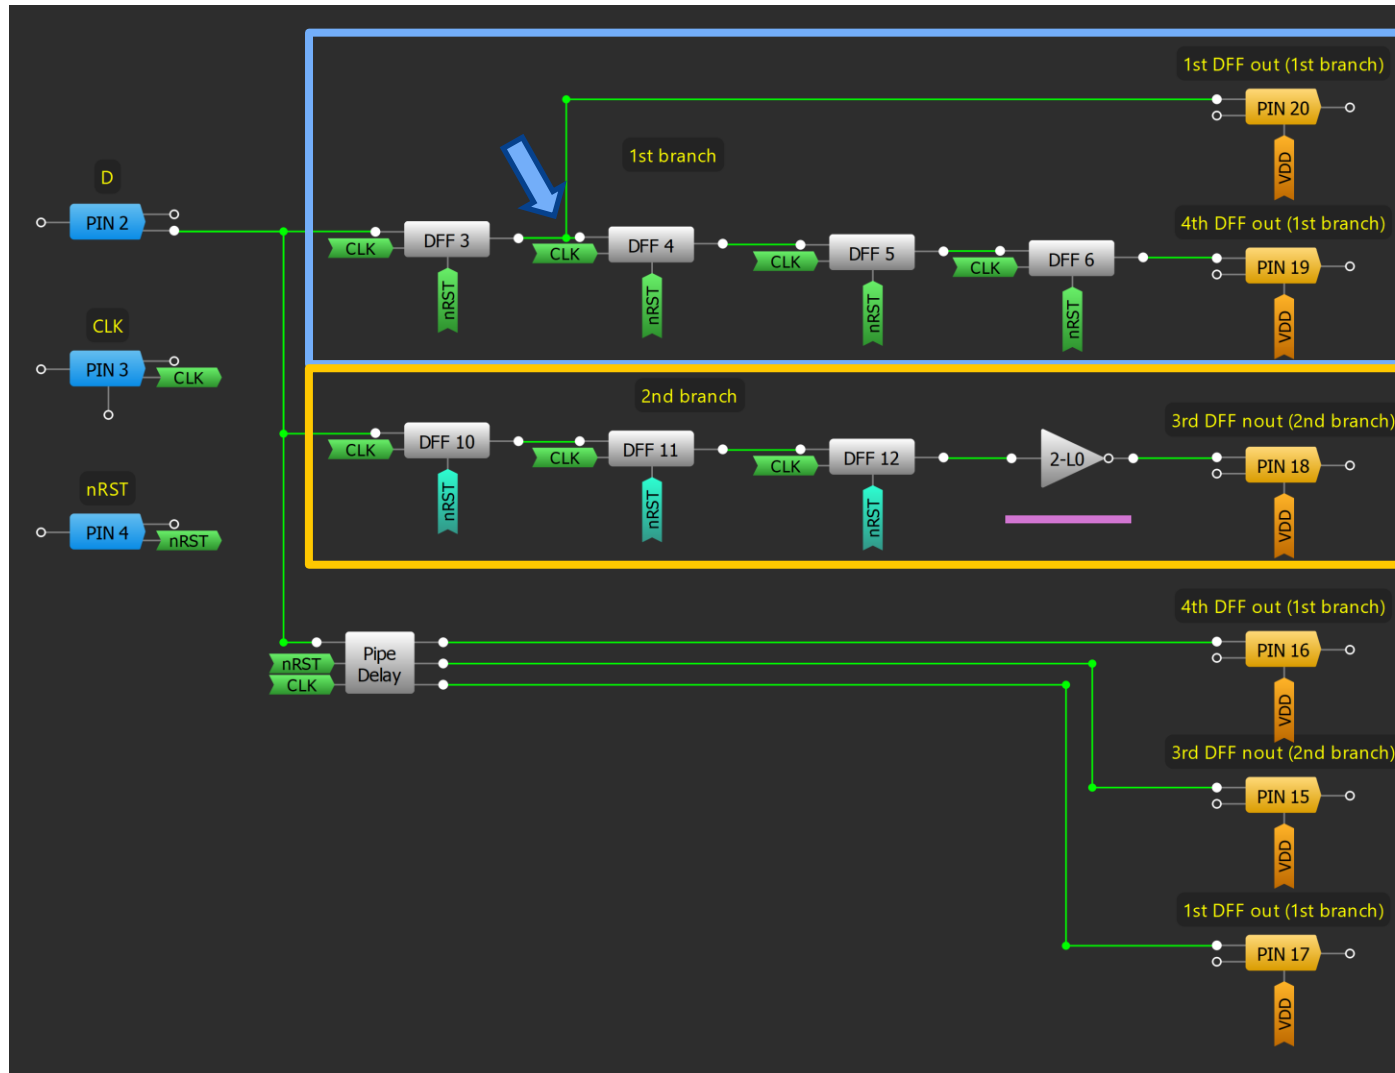 1st DFF out (1st branch)
PIN 20
VDD
1st branch
D
PIN 2
4th DFF out (1st branch)
CLK
DFF 3
nRST
CLK
DFF 4
nRST
CLK
DFF 5
nRST
CLK
DFF 6
nRST
PIN 19
VDD
CLK
PIN 3
CLK
2nd branch
3rd DFF nout (2nd branch)
CLK
DFF 10
nRST
CLK
DFF 11
nRST
CLK
DFF 12
nRST
2-L0
PIN 18
VDD
nRST
PIN 4
nRST
4th DFF out (1st branch)
nRST
CLK
Pipe
Delay
PIN 16
VDD
3rd DFF nout (2nd branch)
PIN 15
VDD
1st DFF out (1st branch)
PIN 17
VDD